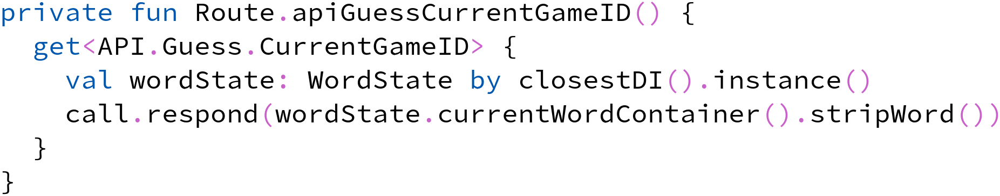 private fun Route.apiGuessCurrentGameID() {
  get<API.Guess.CurrentGameID> {
    val wordState: WordState by closestDI().instance()
    call.respond(wordState.currentWordContainer().stripWord())
  }
}